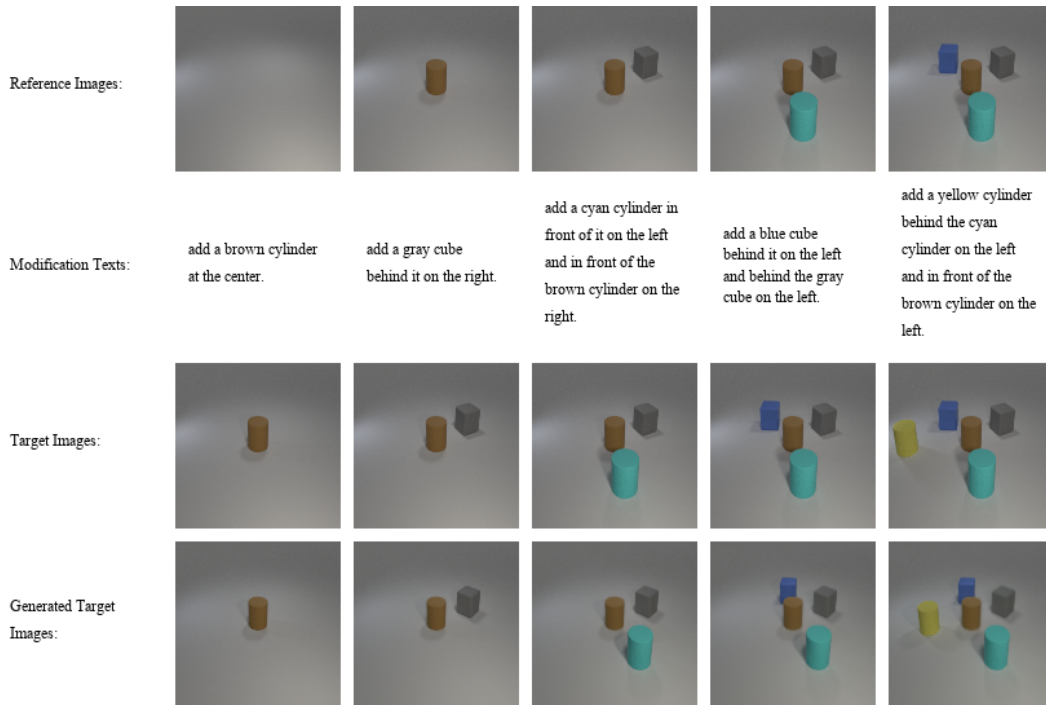 Reference Images:
Modification Texts:
add a brown cylinder
at the center.
add a gray cube
behind it on the right.
add a cyan cylinder in
front of it on the left
and in front of the
brown cylinder on the
right.
add a blue cube
behind it on the left
and behind the gray
cube on the left.
add a yellow cylinder
behind the cyan
cylinder on the left
and in front of the
brown cylinder on the
left.
Target Images:
Generated Target
Images: